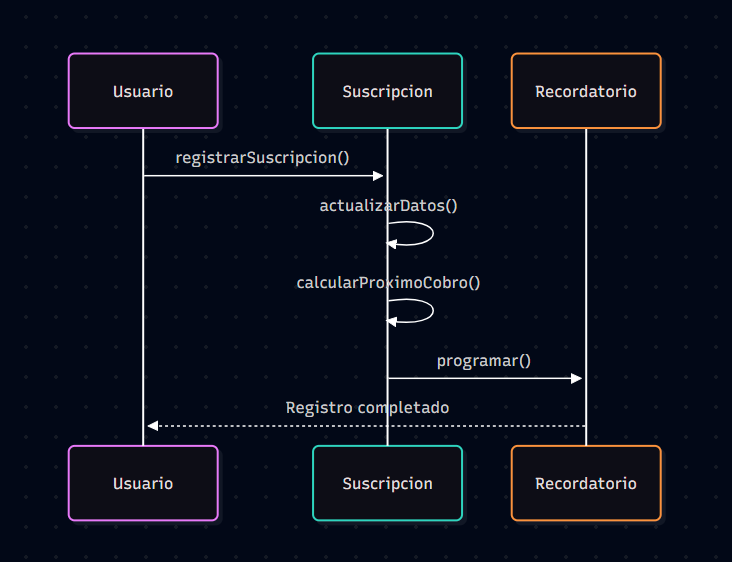 Usuario
Suscripcion
Recordatorio
registrarSuscripcion()
actualizarDatos()
calcularProximoCobro()
programar()
Registro completado
Usuario
Suscripcion
Recordatorio